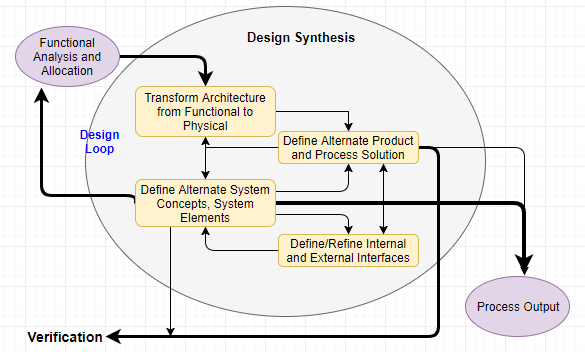 Functional
Analysis and
Allocation
Design Synthesis
Transform Architecture
from Functional to
Physical
Design
Loop
Define Alternate Product
and Process Solution
Define Alternate System
Concepts, System
Elements
Define/Refine Internal
and External Interfaces
Process Output
Verification